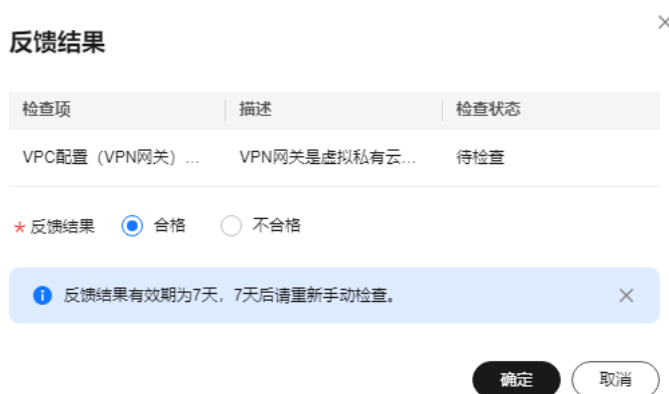 反馈结果
检查项 描述 检查状态
VPC配置（VPN网关）... VPN网关是虚拟私有云... 待检查
* 反馈结果 合格 不合格
反馈结果有效期为7天，7天后请重新手动检查。
确定 取消